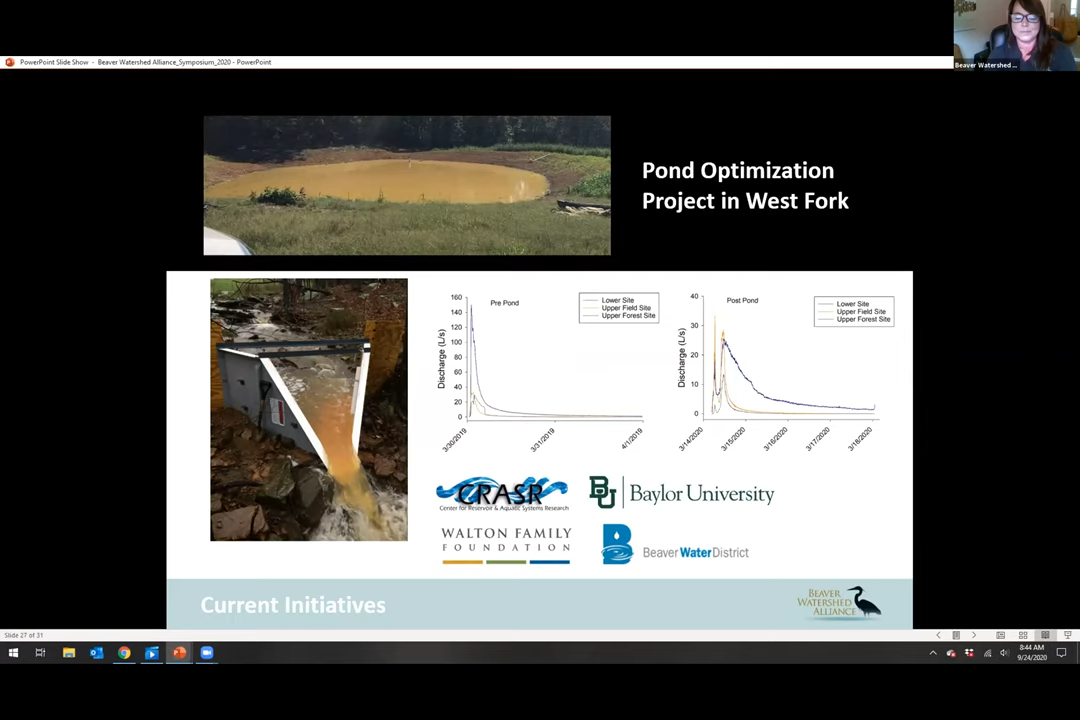 Beaver Watershed ...
PowerPoint Slide Show - Beaver Watershed Alliance_Symposium_2020 - PowerPoint
Pond Optimization
Project in West Fork
160
140
120
100
80
60
40
20
0
Discharge (L/s)
Pre Pond
Lower Site
Upper Field Site
Upper Forest Site
3/30/2019
3/31/2019
4/1/2019
40
30
20
10
0
Discharge (L/s)
Post Pond
Lower Site
Upper Field Site
Upper Forest Site
3/14/2020
3/15/2020
3/16/2020
3/17/2020
3/18/2020
CRASR
Center for Reservoir & Aquatic Systems Research
BU Baylor University
WALTON FAMILY
FOUNDATION
Beaver WaterDistrict
Current Initiatives
BEAVER
WATERSHED
ALLIANCE
Slide 27 of 31
8:44 AM
9/24/2020